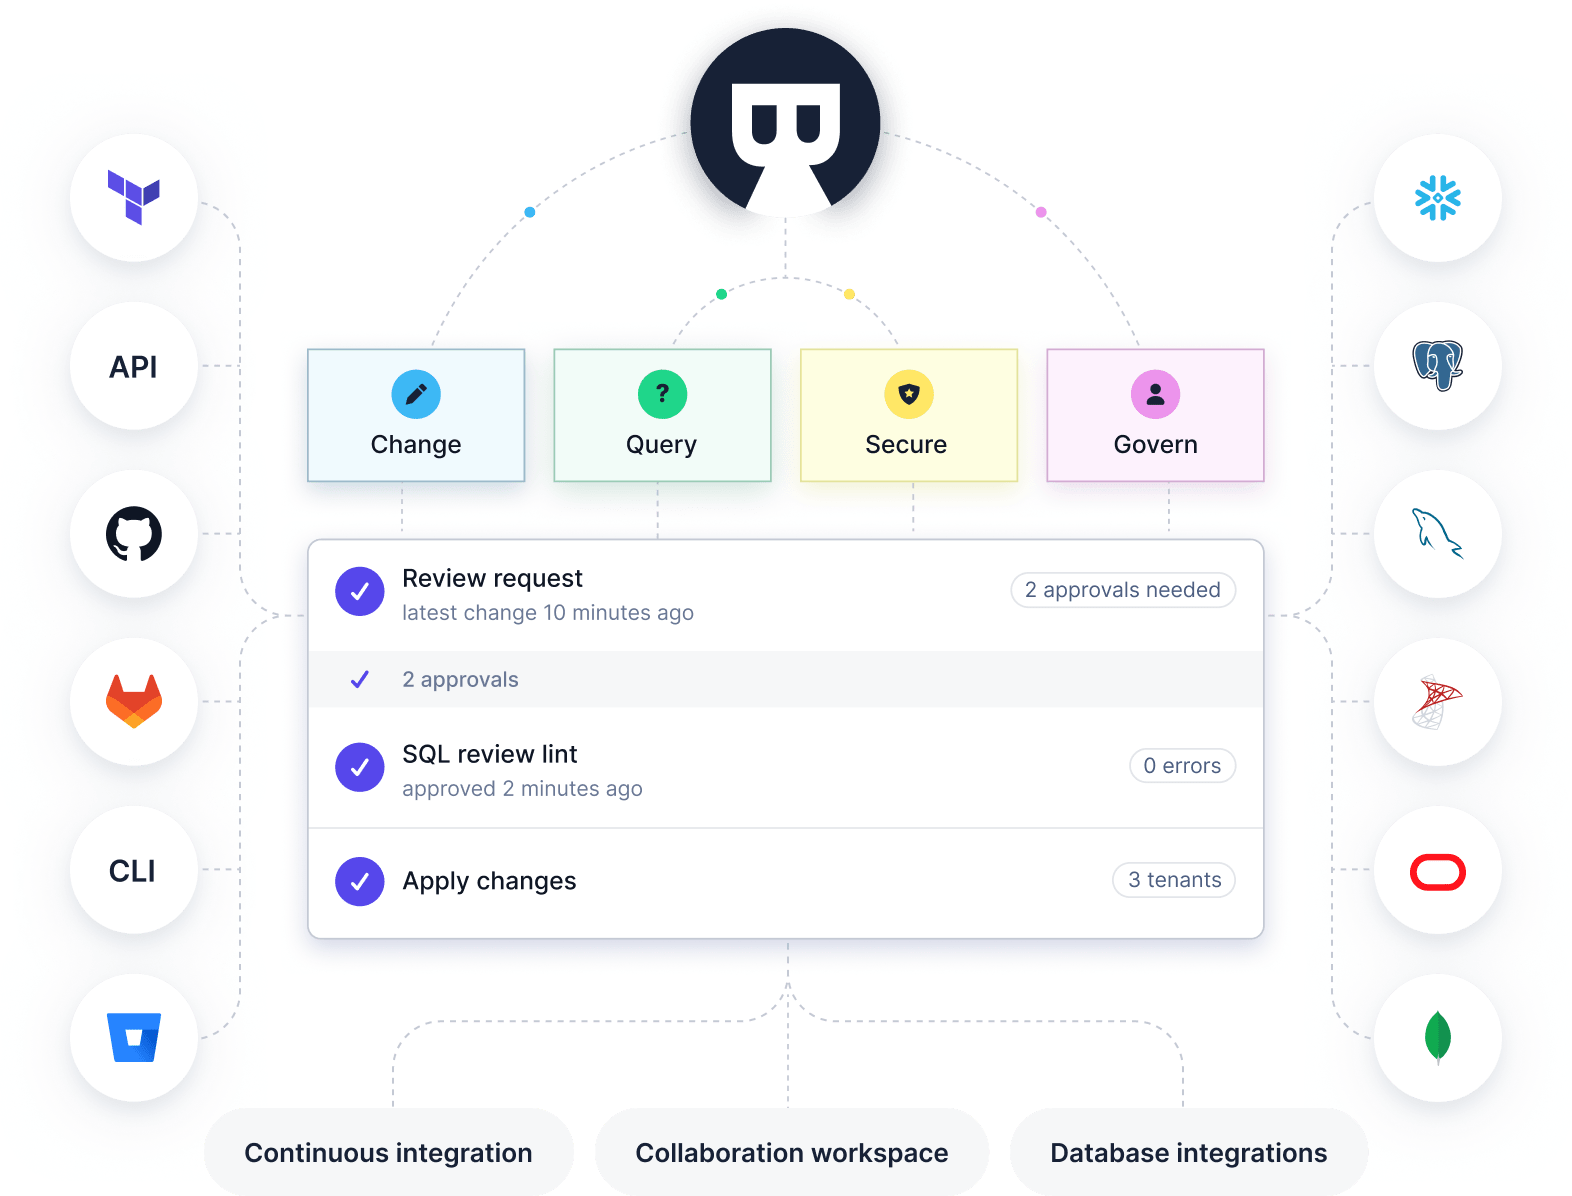 API
CLI
Change
Query
Secure
Govern
Review request
latest change 10 minutes ago
2 approvals needed
2 approvals
SQL review lint
approved 2 minutes ago
0 errors
Apply changes
3 tenants
Continuous integration
Collaboration workspace
Database integrations